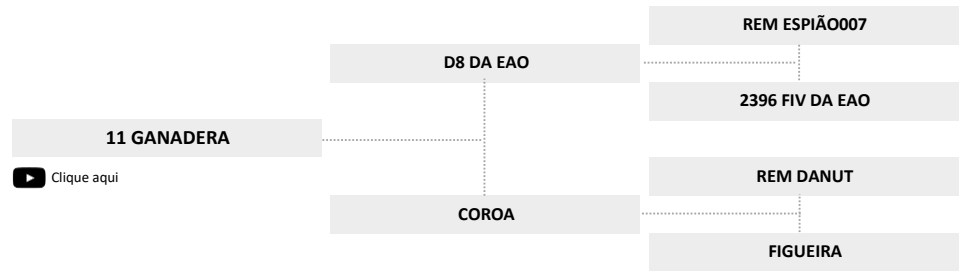 REM ESPIÃO007
D8 DA EAO
2396 FIV DA EAO
11 GANADERA
Clique aqui
REM DANUT
COROA
FIGUEIRA